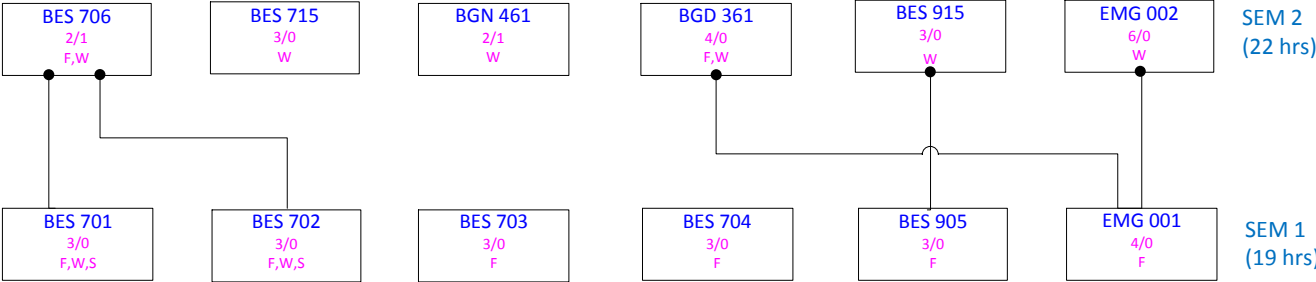 BES 706
2/1
F,W
BES 715
3/0
W
BGN 461
2/1
W
BGD 361
4/0
F,W
BES 915
3/0
W
EMG 002
6/0
W
SEM 2
(22 hrs)
BES 701
3/0
F,W,S
BES 702
3/0
F,W,S
BES 703
3/0
F
BES 704
3/0
F
BES 905
3/0
F
EMG 001
4/0
F
SEM 1
(19 hrs)